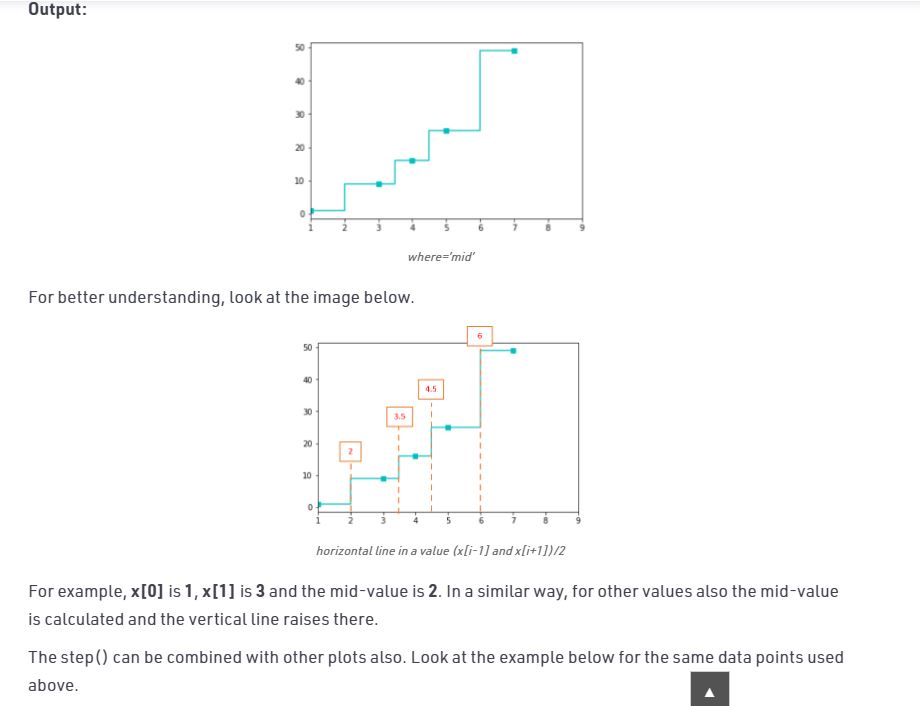 Output:
50
40
30
20
10
0
1 2 3 4 5 6 7 8 9
where='mid'
For better understanding, look at the image below.
6
50
4.5
40
3.5
30
2
20
10
0
1 2 3 4 5 6 7 8 9
horizontal line in a value (x[i-1] and x[i+1])/2
For example, x[0] is 1, x[1] is 3 and the mid-value is 2. In a similar way, for other values also the mid-value
is calculated and the vertical line raises there.
The step() can be combined with other plots also. Look at the example below for the same data points used
above.